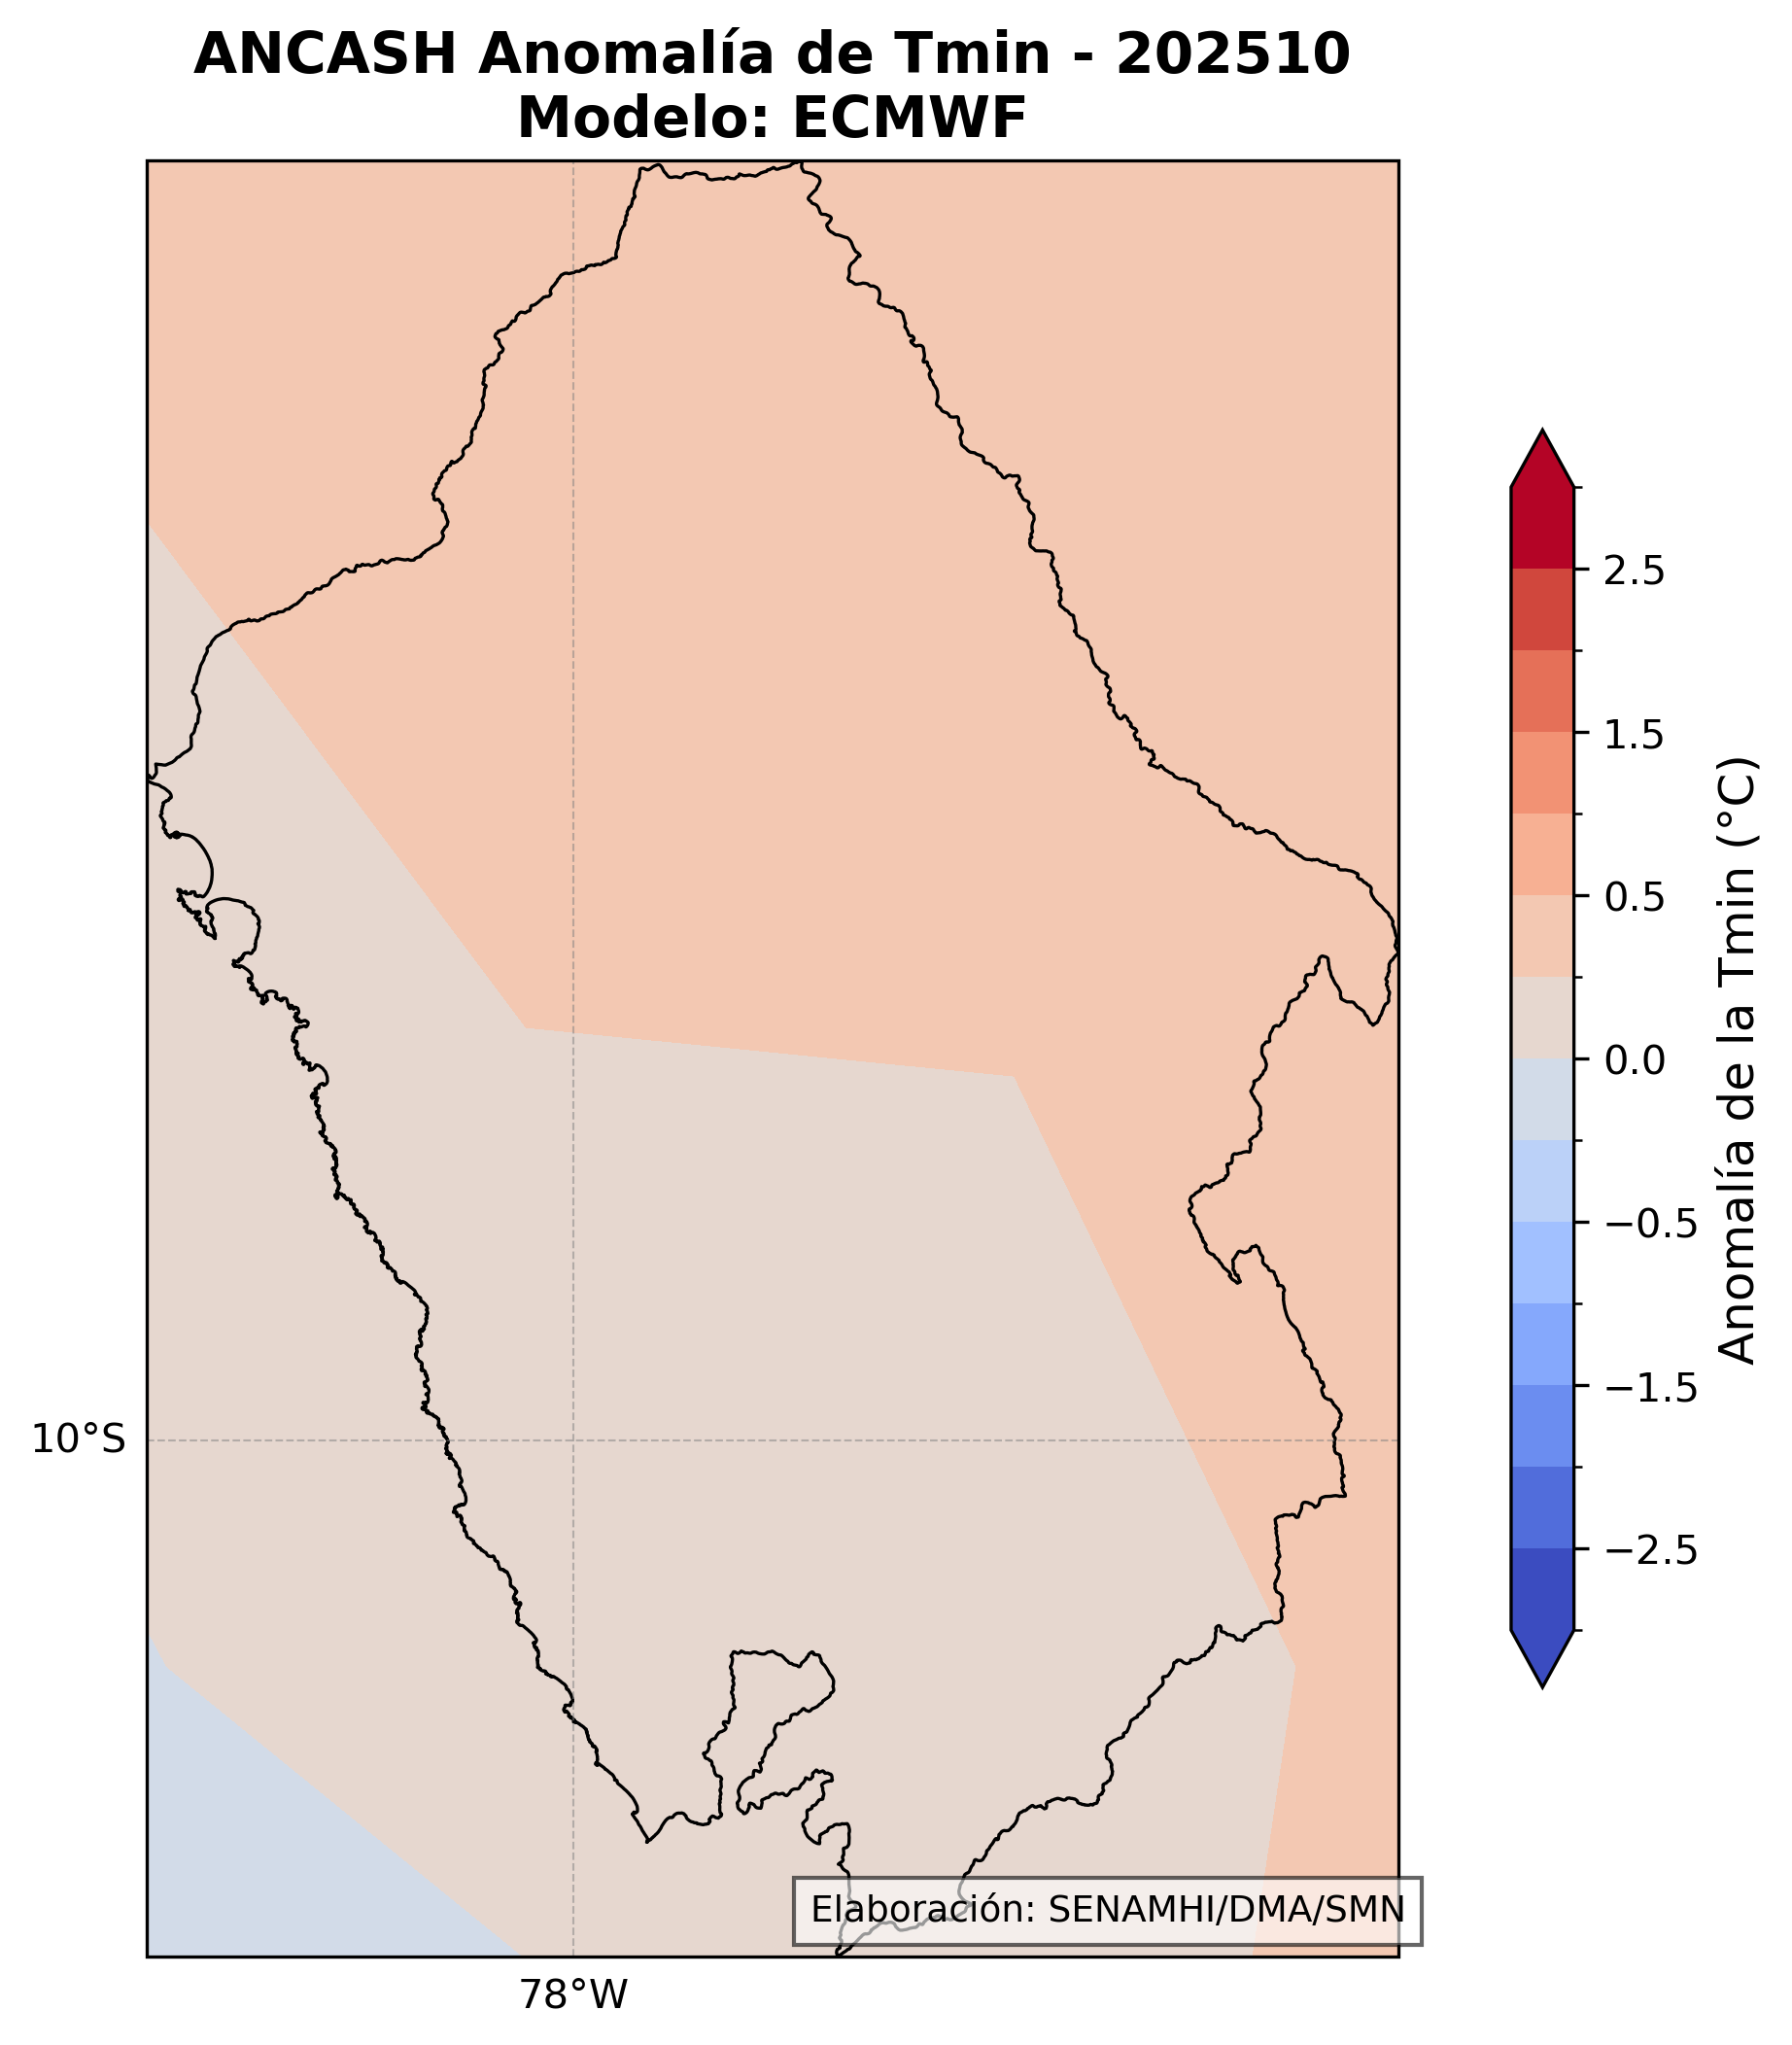 ANCASH Anomalía de Tmin - 202510
Modelo: ECMWF
2.5
1.5
0.5
0.0
−0.5
−1.5
−2.5
Anomalía de la Tmin (°C)
10°S
78°W
Elaboración: SENAMHI/DMA/SMN